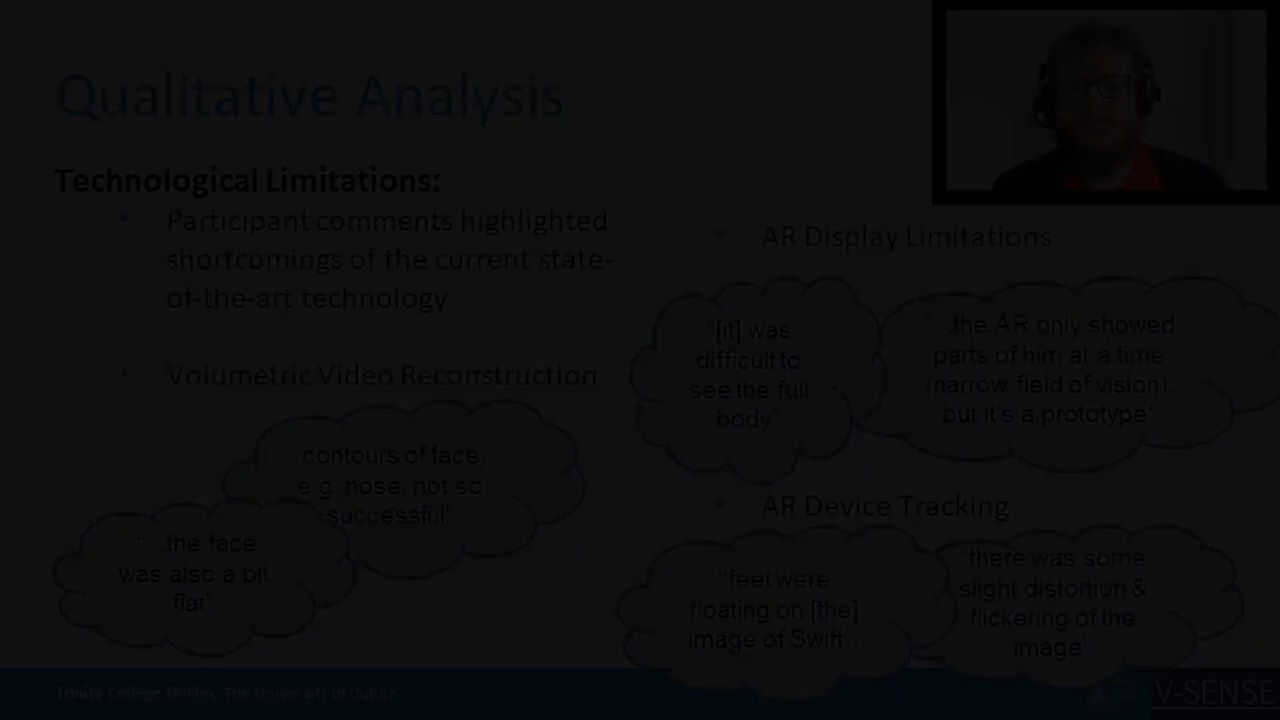 Qualitative Analysis
Technological Limitations:
Participant comments highlighted
shortcomings of the current state-
of-the-art technology
Volumetric Video Reconstruction
"contours of face,
e.g. nose, not so
successful"
"...the face
was also a bit
flat"
AR Display Limitations
"[it] was
difficult to
see the full
body"
"...the AR only showed
parts of him at a time
(narrow field of vision),
but it's a prototype"
AR Device Tracking
"feet were
floating on [the]
image of Swift"
"there was some
slight distortion &
flickering of the
image
Trinity College Dublin, The University of Dublin
V-SENSE